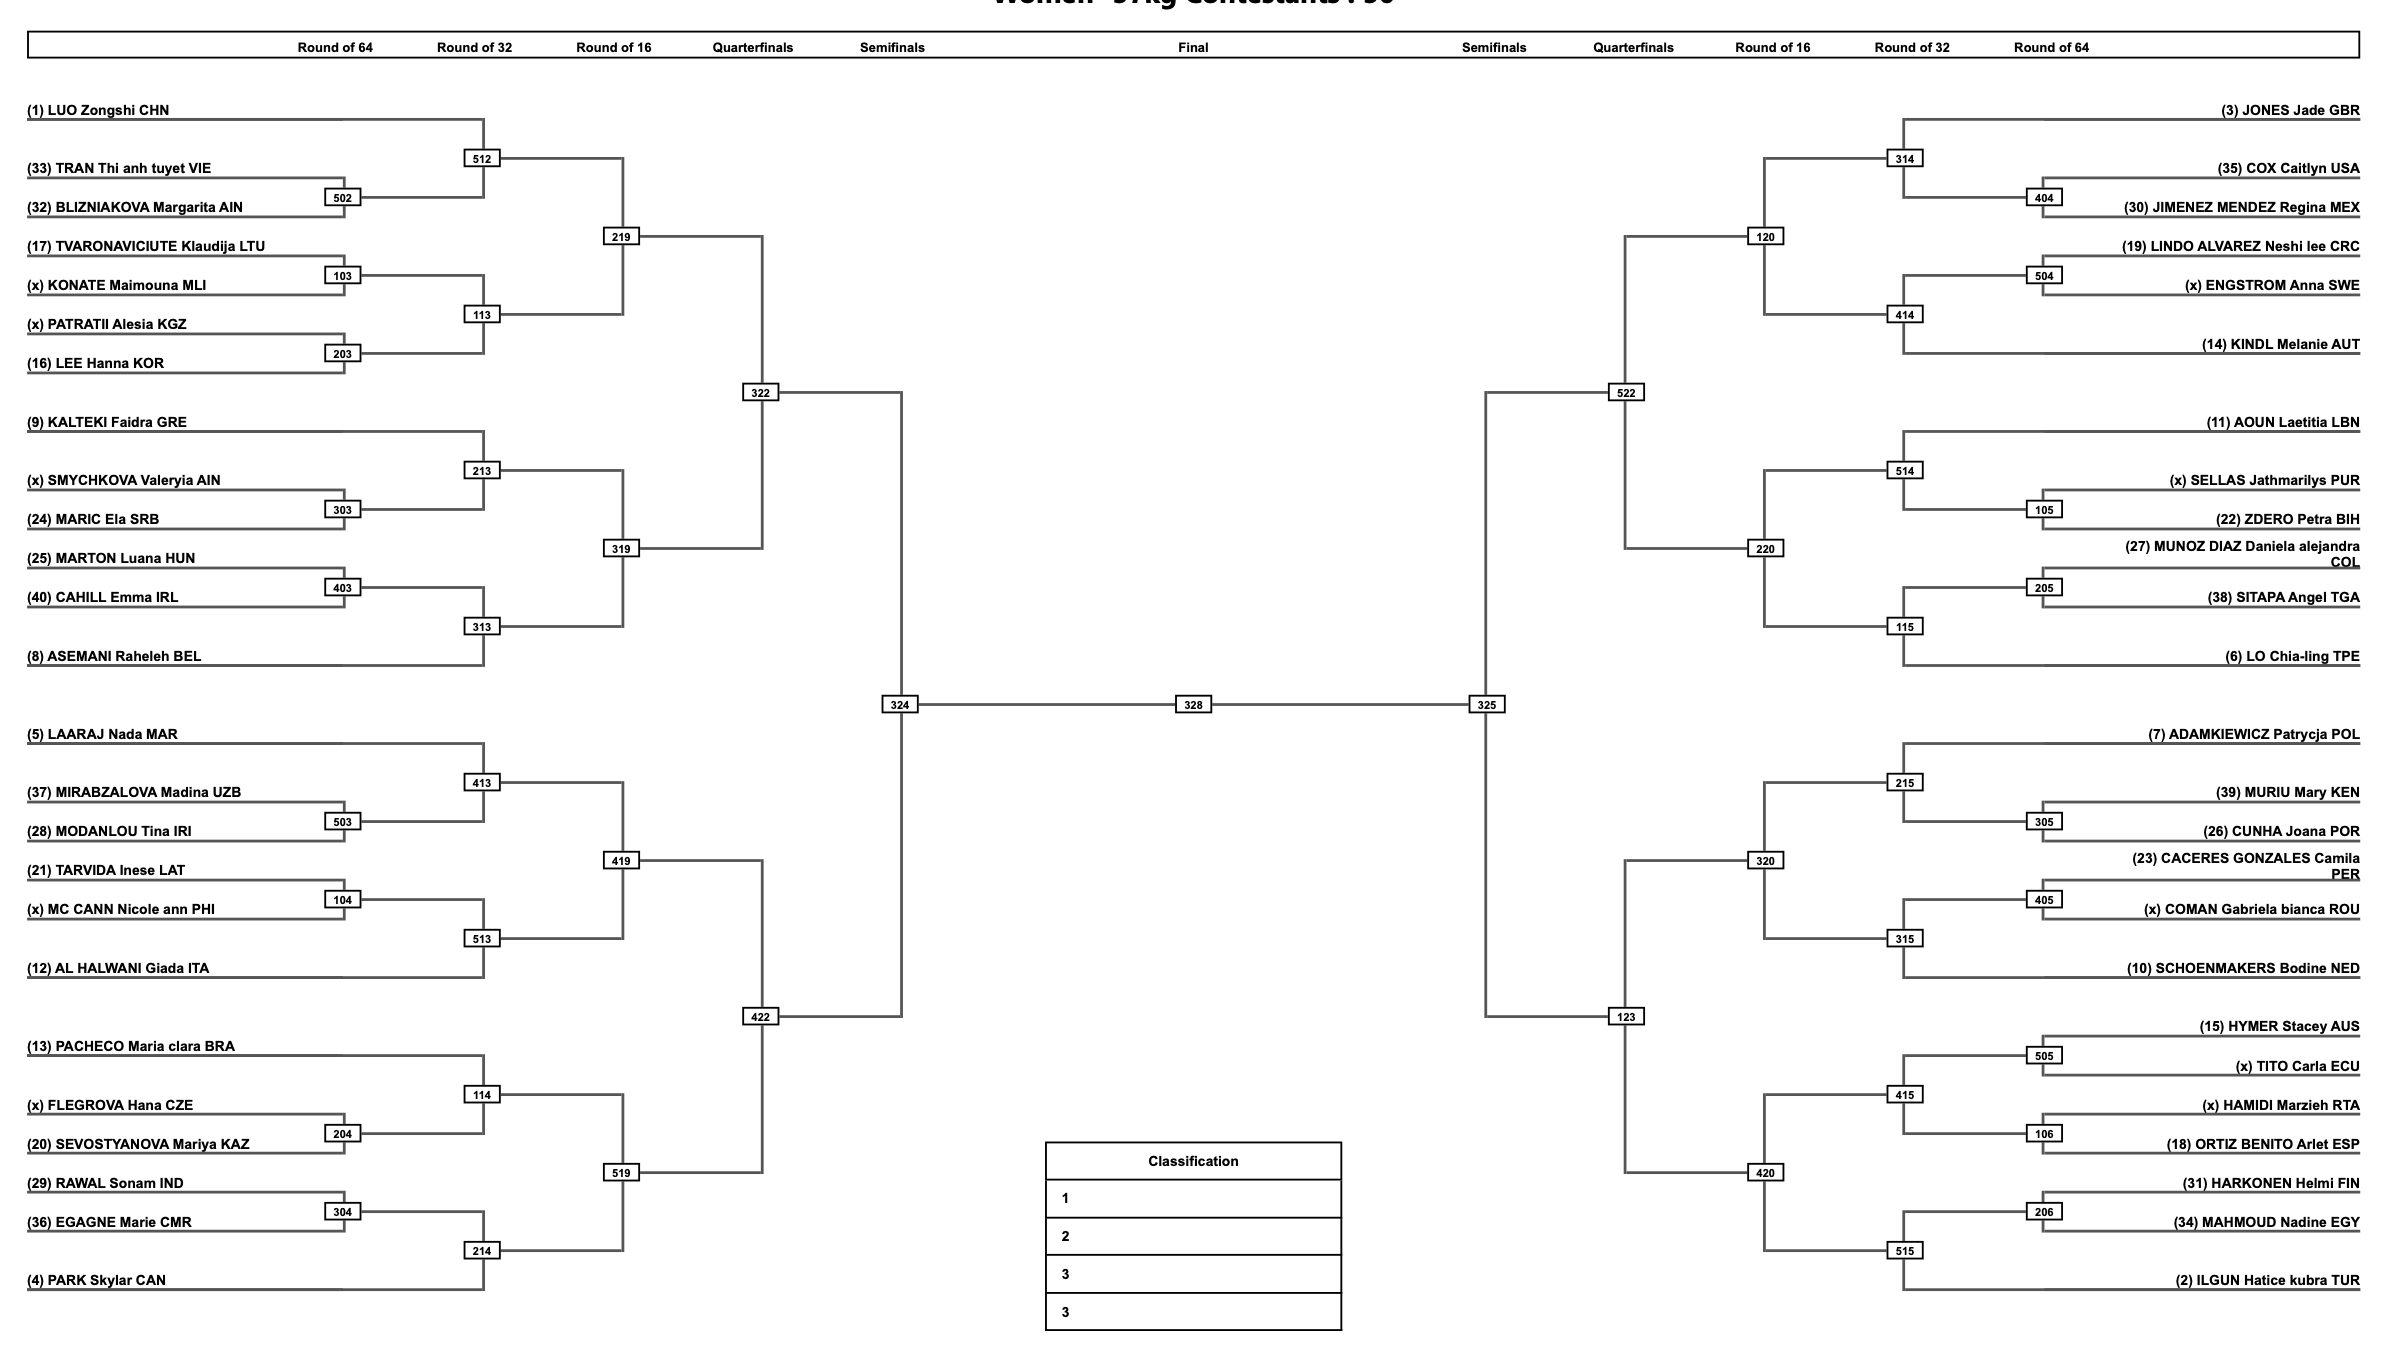 Women -57kg Contestants : 50
Round of 64 Round of 32 Round of 16 Quarterfinals Semifinals Final Semifinals Quarterfinals Round of 16 Round of 32 Round of 64
(1) LUO Zongshi CHN
512
(33) TRAN Thi anh tuyet VIE
502
(32) BLIZNIAKOVA Margarita AIN
219
(17) TVARONAVICIUTE Klaudija LTU
103
(x) KONATE Maimouna MLI
113
(x) PATRATII Alesia KGZ
203
(16) LEE Hanna KOR
322
(9) KALTEKI Faidra GRE
213
(x) SMYCHKOVA Valeryia AIN
303
(24) MARIC Ela SRB
319
(25) MARTON Luana HUN
403
(40) CAHILL Emma IRL
313
(8) ASEMANI Raheleh BEL
324
(5) LAARAJ Nada MAR
413
(37) MIRABZALOVA Madina UZB
503
(28) MODANLOU Tina IRI
419
(21) TARVIDA Inese LAT
104
(x) MC CANN Nicole ann PHI
513
(12) AL HALWANI Giada ITA
422
(13) PACHECO Maria clara BRA
114
(x) FLEGROVA Hana CZE
204
(20) SEVOSTYANOVA Mariya KAZ
519
(29) RAWAL Sonam IND
304
(36) EGAGNE Marie CMR
214
(4) PARK Skylar CAN
328
(3) JONES Jade GBR
314
(35) COX Caitlyn USA
404
(30) JIMENEZ MENDEZ Regina MEX
120
(19) LINDO ALVAREZ Neshi lee CRC
504
(x) ENGSTROM Anna SWE
414
(14) KINDL Melanie AUT
522
(11) AOUN Laetitia LBN
514
(x) SELLAS Jathmarilys PUR
105
(22) ZDERO Petra BIH
220
(27) MUNOZ DIAZ Daniela alejandra
COL
205
(38) SITAPA Angel TGA
115
(6) LO Chia-ling TPE
325
(7) ADAMKIEWICZ Patrycja POL
215
(39) MURIU Mary KEN
305
(26) CUNHA Joana POR
320
(23) CACERES GONZALES Camila
PER
405
(x) COMAN Gabriela bianca ROU
315
(10) SCHOENMAKERS Bodine NED
123
(15) HYMER Stacey AUS
505
(x) TITO Carla ECU
415
(x) HAMIDI Marzieh RTA
106
(18) ORTIZ BENITO Arlet ESP
420
(31) HARKONEN Helmi FIN
206
(34) MAHMOUD Nadine EGY
515
(2) ILGUN Hatice kubra TUR
Classification
1
2
3
3